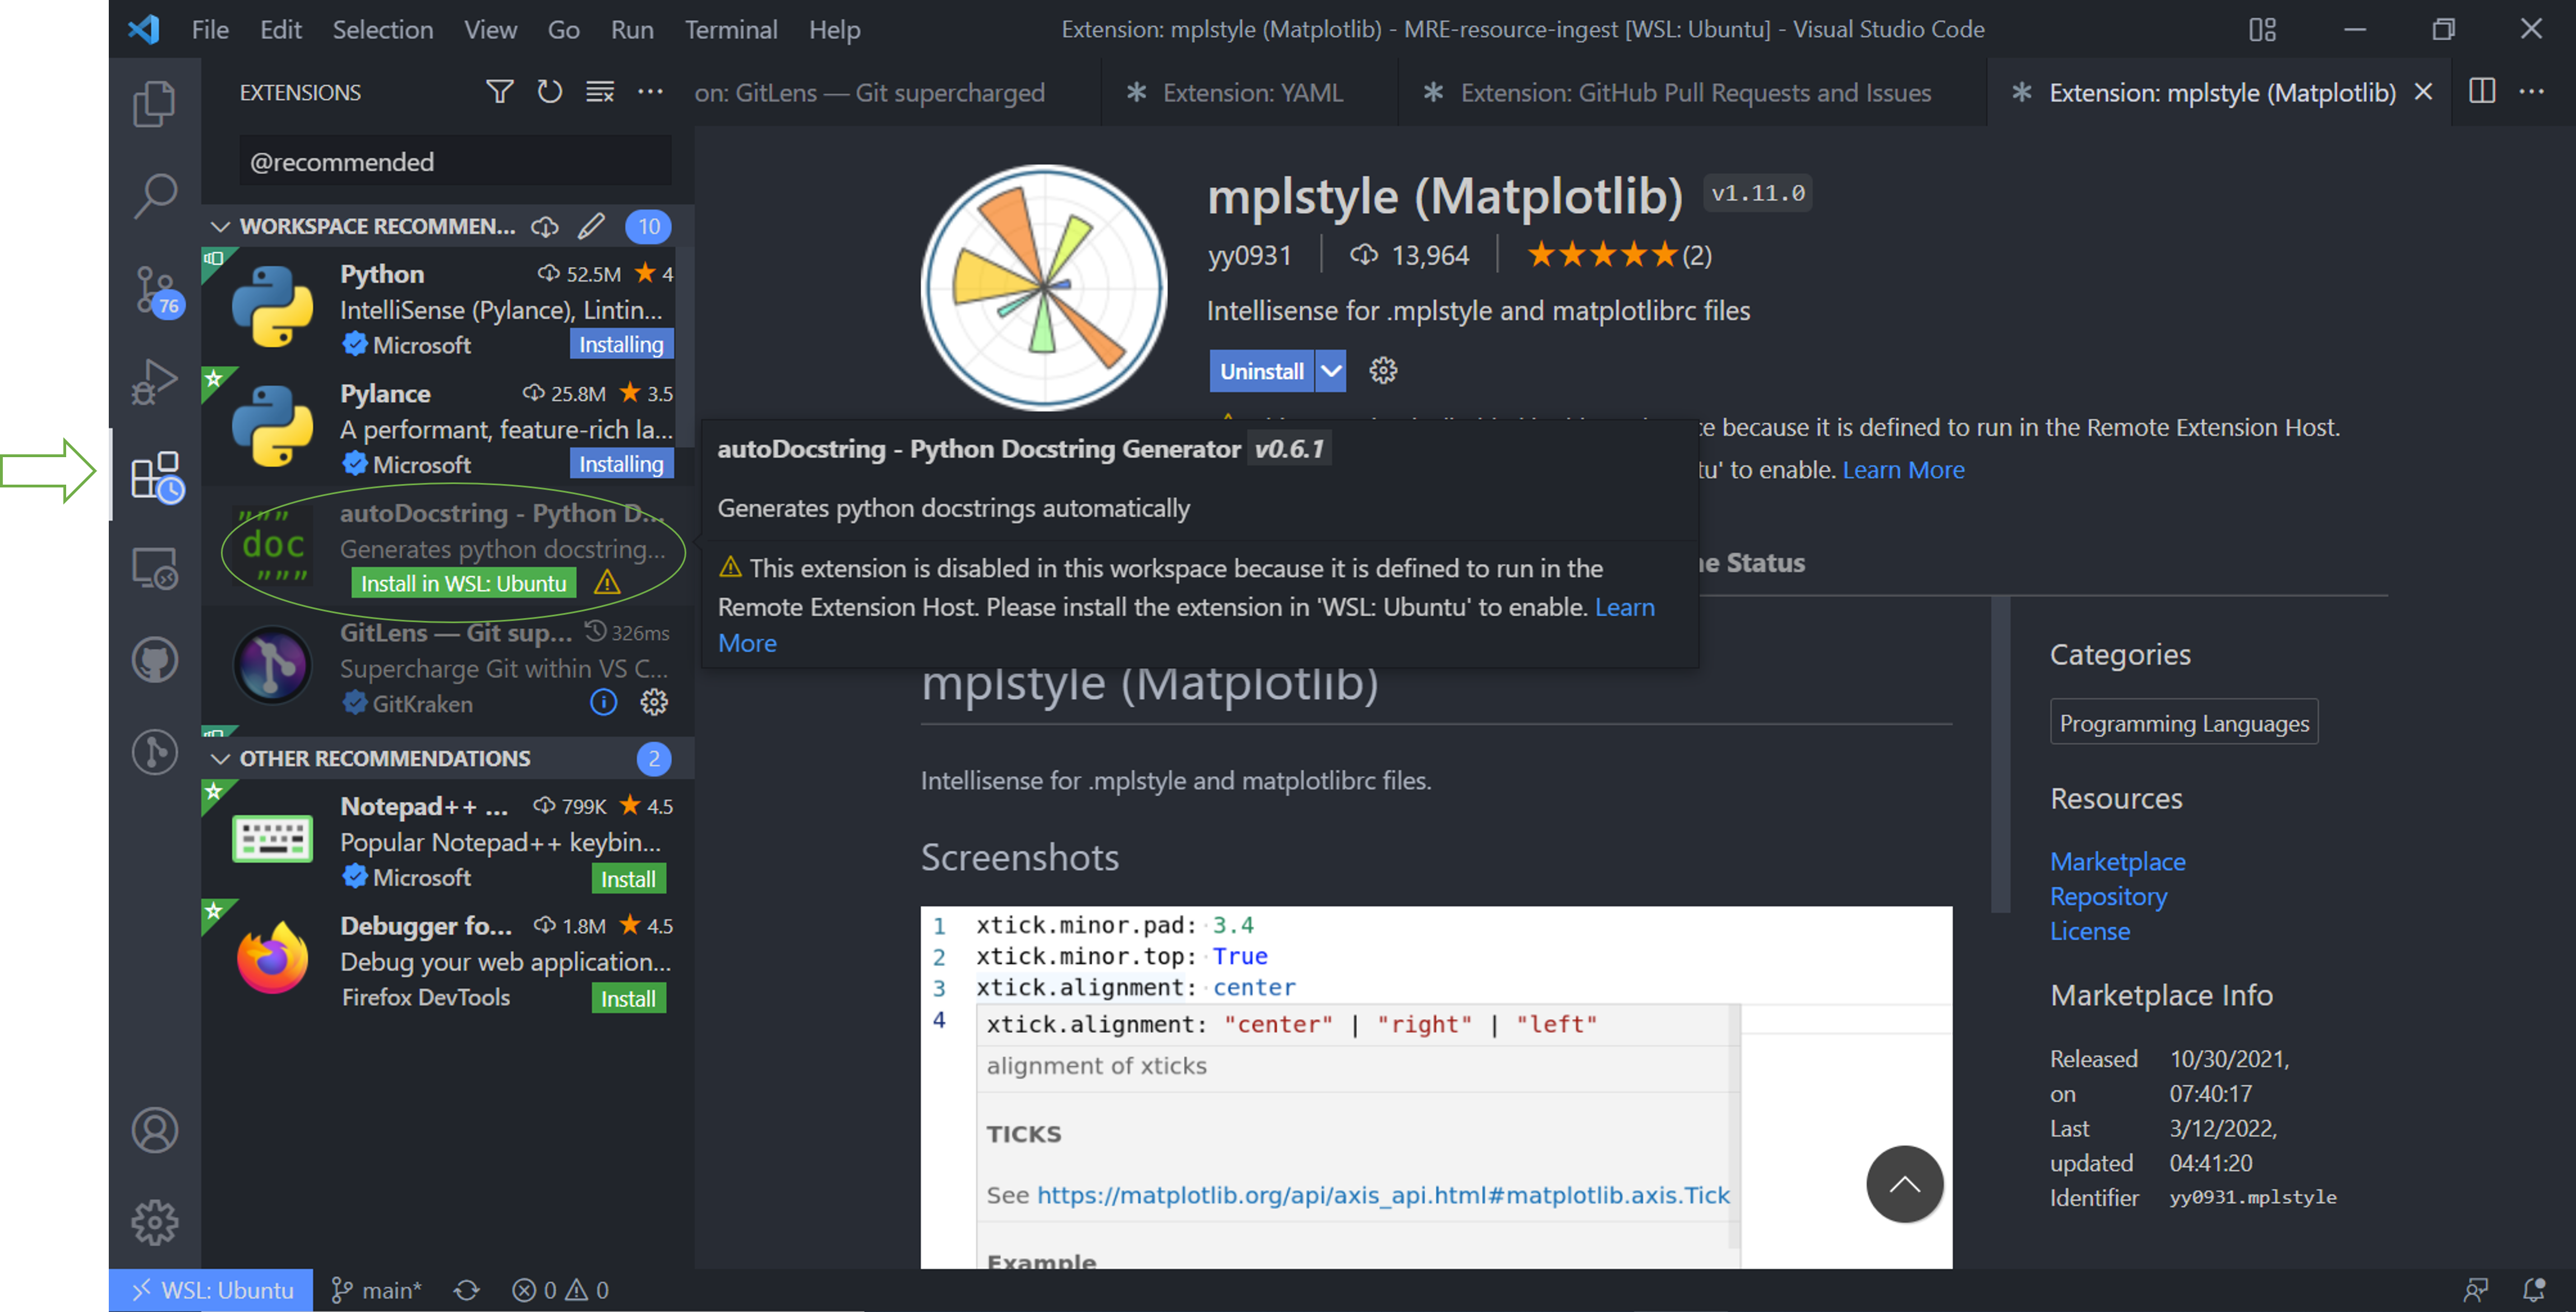 File Edit Selection View Go Run Terminal Help
Extension: mplstyle (Matplotlib) - MRE-resource-ingest [WSL: Ubuntu] - Visual Studio Code
EXTENSIONS
on: GitLens — Git supercharged
Extension: YAML
Extension: GitHub Pull Requests and Issues
Extension: mplstyle (Matplotlib)
@recommended
WORKSPACE RECOMMEN... 10
Python 52.5M 4
IntelliSense (Pylance), Lintin...
Microsoft Installing
Pylance 25.8M 3.5
A performant, feature-rich la...
Microsoft Installing
autoDocstring - Python D...
"""
doc
"""
Generates python docstring...
Install in WSL: Ubuntu
GitLens — Git sup... 326ms
Supercharge Git within VS C...
GitKraken
OTHER RECOMMENDATIONS 2
Notepad++ ... 799K 4.5
Popular Notepad++ keybin...
Microsoft Install
Debugger fo... 1.8M 4.5
Debug your web application...
Firefox DevTools Install
76
mplstyle (Matplotlib) v1.11.0
yy0931 13,964 (2)
Intellisense for .mplstyle and matplotlibrc files
Uninstall
ce because it is defined to run in the Remote Extension Host.
tu' to enable. Learn More
autoDocstring - Python Docstring Generator v0.6.1
Generates python docstrings automatically
This extension is disabled in this workspace because it is defined to run in the
Remote Extension Host. Please install the extension in 'WSL: Ubuntu' to enable. Learn
More
ne Status
mplstyle (Matplotlib)
Intellisense for .mplstyle and matplotlibrc files.
Screenshots
1 xtick.minor.pad: 3.4
2 xtick.minor.top: True
3 xtick.alignment: center
4
xtick.alignment: "center" | "right" | "left"
alignment of xticks
TICKS
See https://matplotlib.org/api/axis_api.html#matplotlib.axis.Tick
Example
Categories
Programming Languages
Resources
Marketplace
Repository
License
Marketplace Info
Released 10/30/2021,
on 07:40:17
Last 3/12/2022,
updated 04:41:20
Identifier yy0931.mplstyle
WSL: Ubuntu main* 0 0